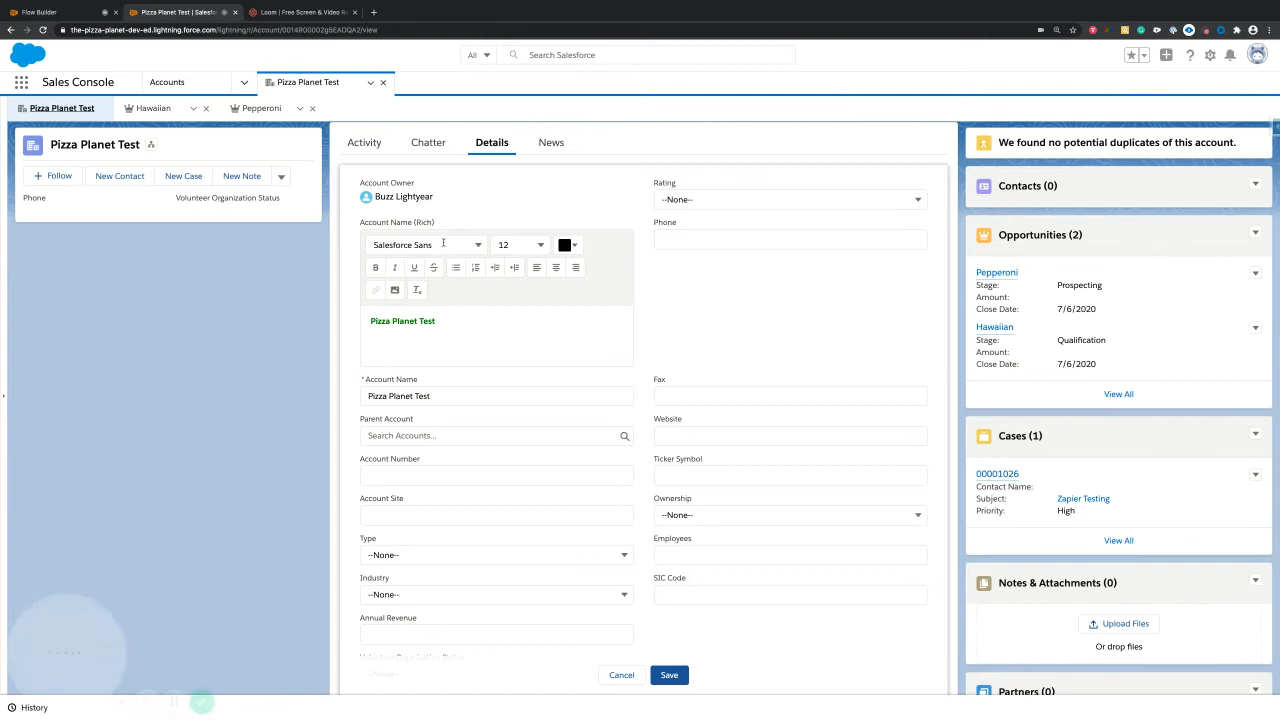 Flow Builder
Pizza Planet Test | Salesf
Loom | Free Screen & Video Re
the-pizza-planet-dev-ed.lightning.force.com/lightning/r/Account/0014R00002g5EAOQA2/view
All
Search Salesforce
Sales Console
Accounts
Pizza Planet Test
Pizza Planet Test
Hawaiian
Pepperoni
Pizza Planet Test
Follow
New Contact
New Case
New Note
Phone
Volunteer Organization Status
Activity
Chatter
Details
News
Account Owner
Buzz Lightyear
Rating
--None--
Account Name (Rich)
Salesforce Sans
12
B
I
U
S
Pizza Planet Test
Phone
* Account Name
Pizza Planet Test
Fax
Parent Account
Search Accounts...
Website
Account Number
Ticker Symbol
Account Site
Ownership
--None--
Type
--None--
Employees
Industry
--None--
SIC Code
Annual Revenue
Volunteer Organization Status
--None--
Cancel
Save
We found no potential duplicates of this account.
Contacts (0)
Opportunities (2)
Pepperoni
Stage: Prospecting
Amount:
Close Date: 7/6/2020
Hawaiian
Stage: Qualification
Amount:
Close Date: 7/6/2020
View All
Cases (1)
00001026
Contact Name:
Subject: Zapier Testing
Priority: High
View All
Notes & Attachments (0)
Upload Files
Or drop files
Partners (0)
History